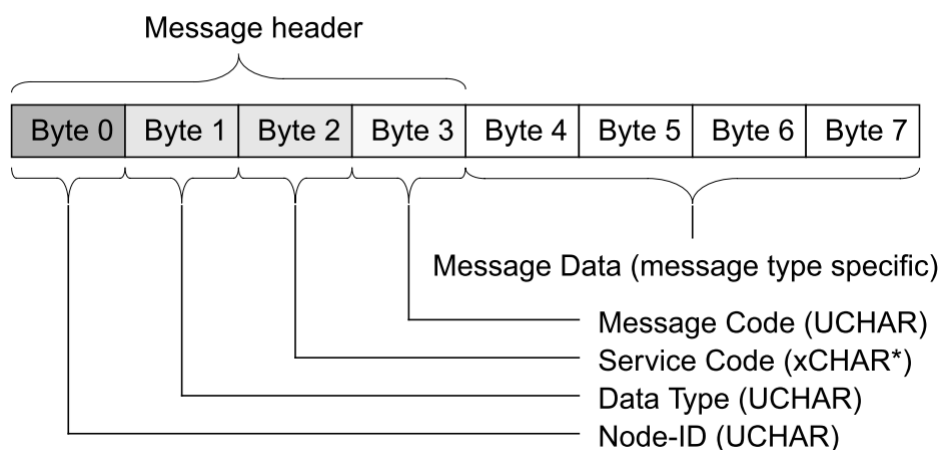 Message header
Byte 0 Byte 1 Byte 2 Byte 3 Byte 4 Byte 5 Byte 6 Byte 7
Message Data (message type specific)
Message Code (UCHAR)
Service Code (xCHAR*)
Data Type (UCHAR)
Node-ID (UCHAR)